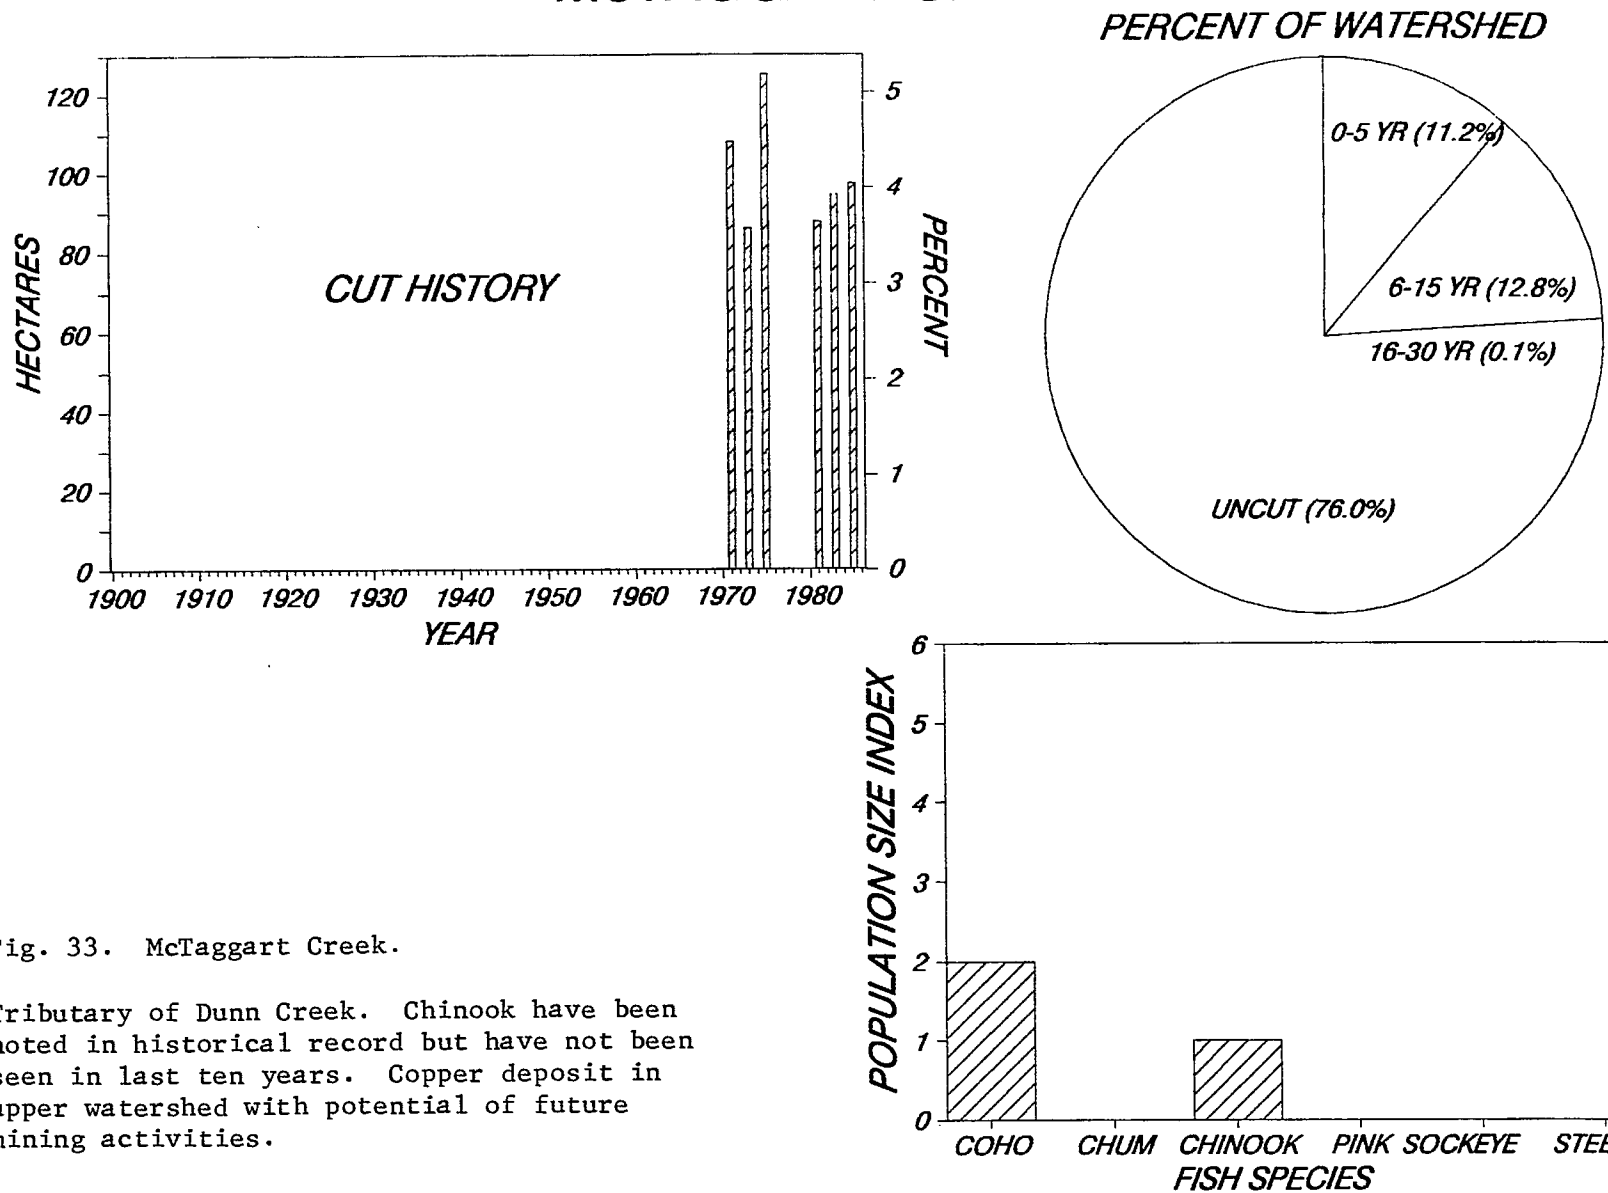 PERCENT OF WATERSHED
120
100
80
60
40
20
0
HECTARES
CUT HISTORY
5
4
3
2
1
0
PERCENT
1900 1910 1920 1930 1940 1950 1960 1970 1980
YEAR
0-5 YR (11.2%)
6-15 YR (12.8%)
16-30 YR (0.1%)
UNCUT (76.0%)
6
5
4
3
2
1
0
POPULATION SIZE INDEX
COHO CHUM CHINOOK PINK SOCKEYE
FISH SPECIES
ig. 33. McTaggart Creek.
Tributary of Dunn Creek. Chinook have been
noted in historical record but have not been
seen in last ten years. Copper deposit in
upper watershed with potential of future
mining activities.